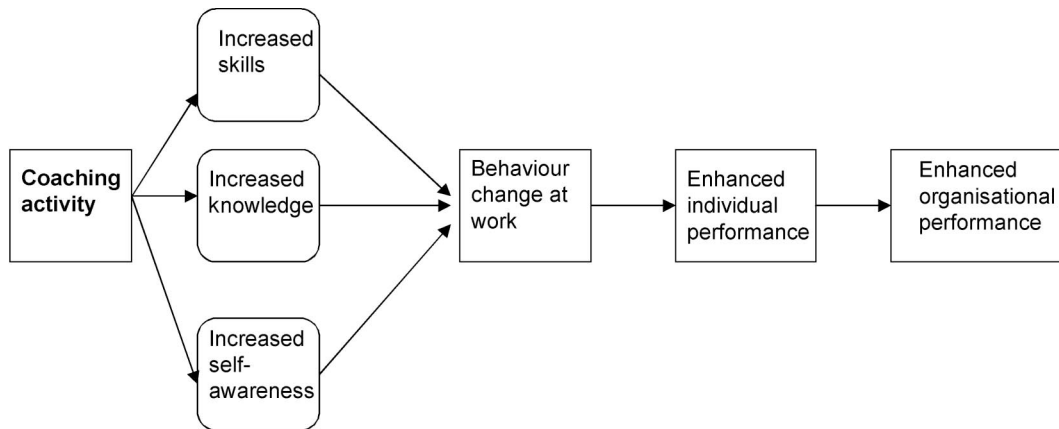 Increased
skills
Coaching
activity
Increased
knowledge
Increased
self-
awareness
Behaviour
change at
work
Enhanced
individual
performance
Enhanced
organisational
performance